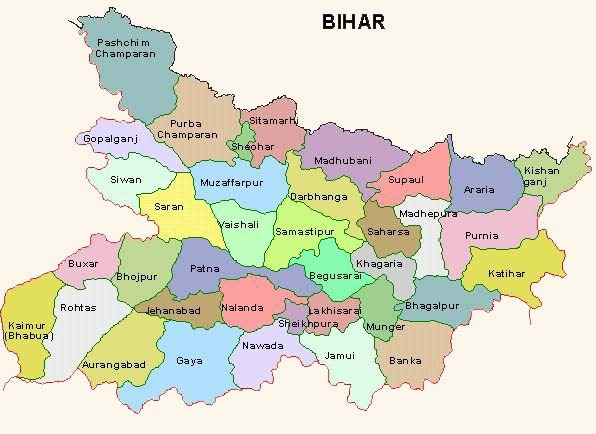 BIHAR
Pashchim
Champaran
Purba
Champaran
Sitamarhi
Sheohar
Gopalganj
Siwan
Saran
Muzaffarpur
Madhubani
Darbhanga
Supaul
Araria
Kishan
ganj
Madhepura
Purnia
Vaishali
Samastipur
Saharsa
Khagaria
Katihar
Buxar
Bhojpur
Patna
Begusarai
Bhagalpur
Kaimur
(Bhabua)
Rohtas
Jehanabad
Nalanda
Lakhisarai
Sheikhpura
Munger
Aurangabad
Gaya
Nawada
Jamui
Banka